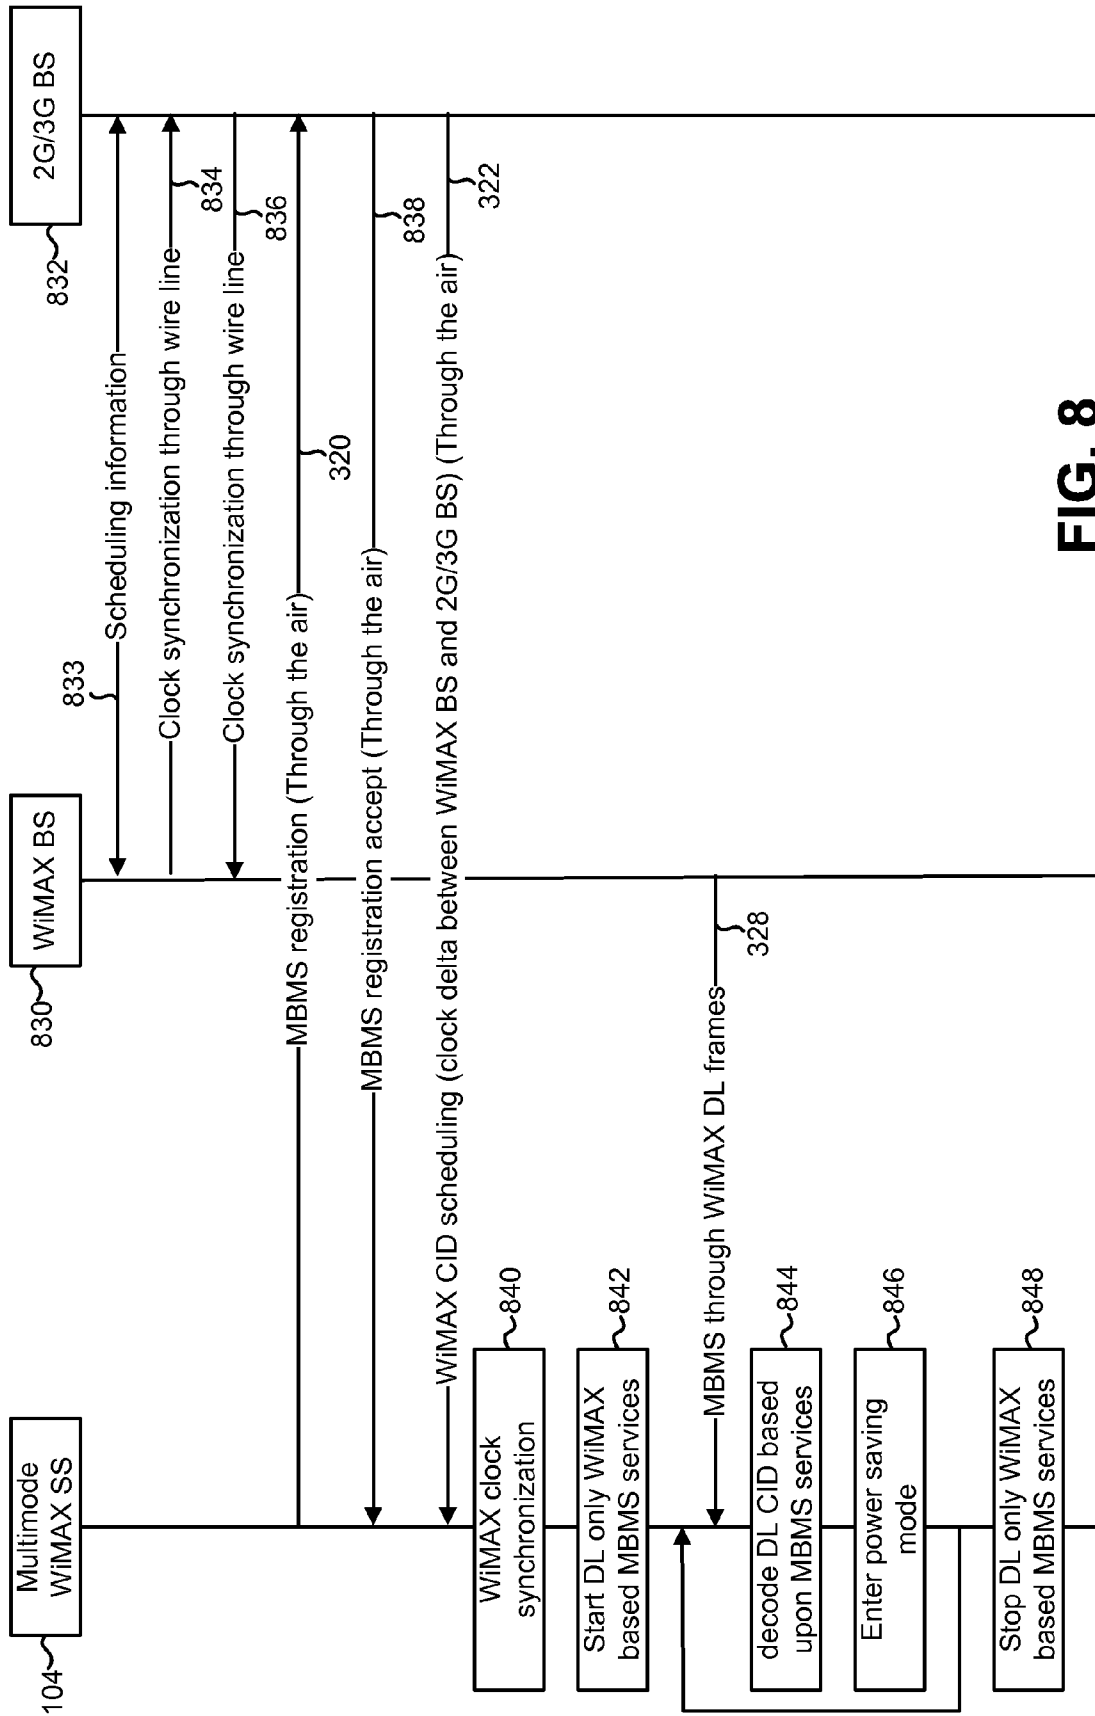 Multimode
WiMAX SS
104
WiMAX BS
830
2G/3G BS
832
833
Scheduling information
Clock synchronization through wire line
834
Clock synchronization through wire line
836
MBMS registration (Through the air)
320
MBMS registration accept (Through the air)
838
WiMAX CID scheduling (clock delta between WiMAX BS and 2G/3G BS) (Through the air)
322
WiMAX clock
synchronization
840
Start DL only WiMAX
based MBMS services
842
MBMS through WiMAX DL frames
328
decode DL CID based
upon MBMS services
844
Enter power saving
mode
846
Stop DL only WiMAX
based MBMS services
848
FIG. 8